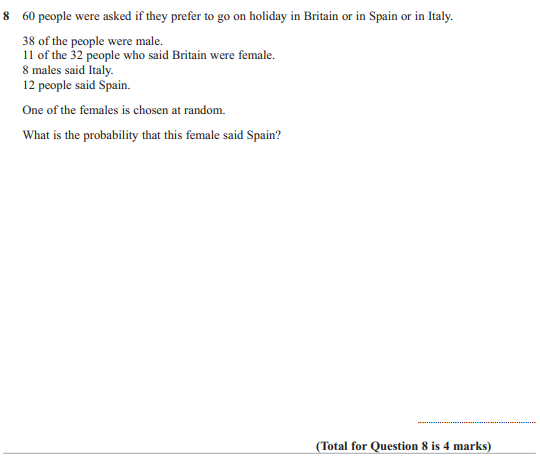 8 60 people were asked if they prefer to go on holiday in Britain or in Spain or in Italy.
38 of the people were male.
11 of the 32 people who said Britain were female.
8 males said Italy.
12 people said Spain.
One of the females is chosen at random.
What is the probability that this female said Spain?
(Total for Question 8 is 4 marks)